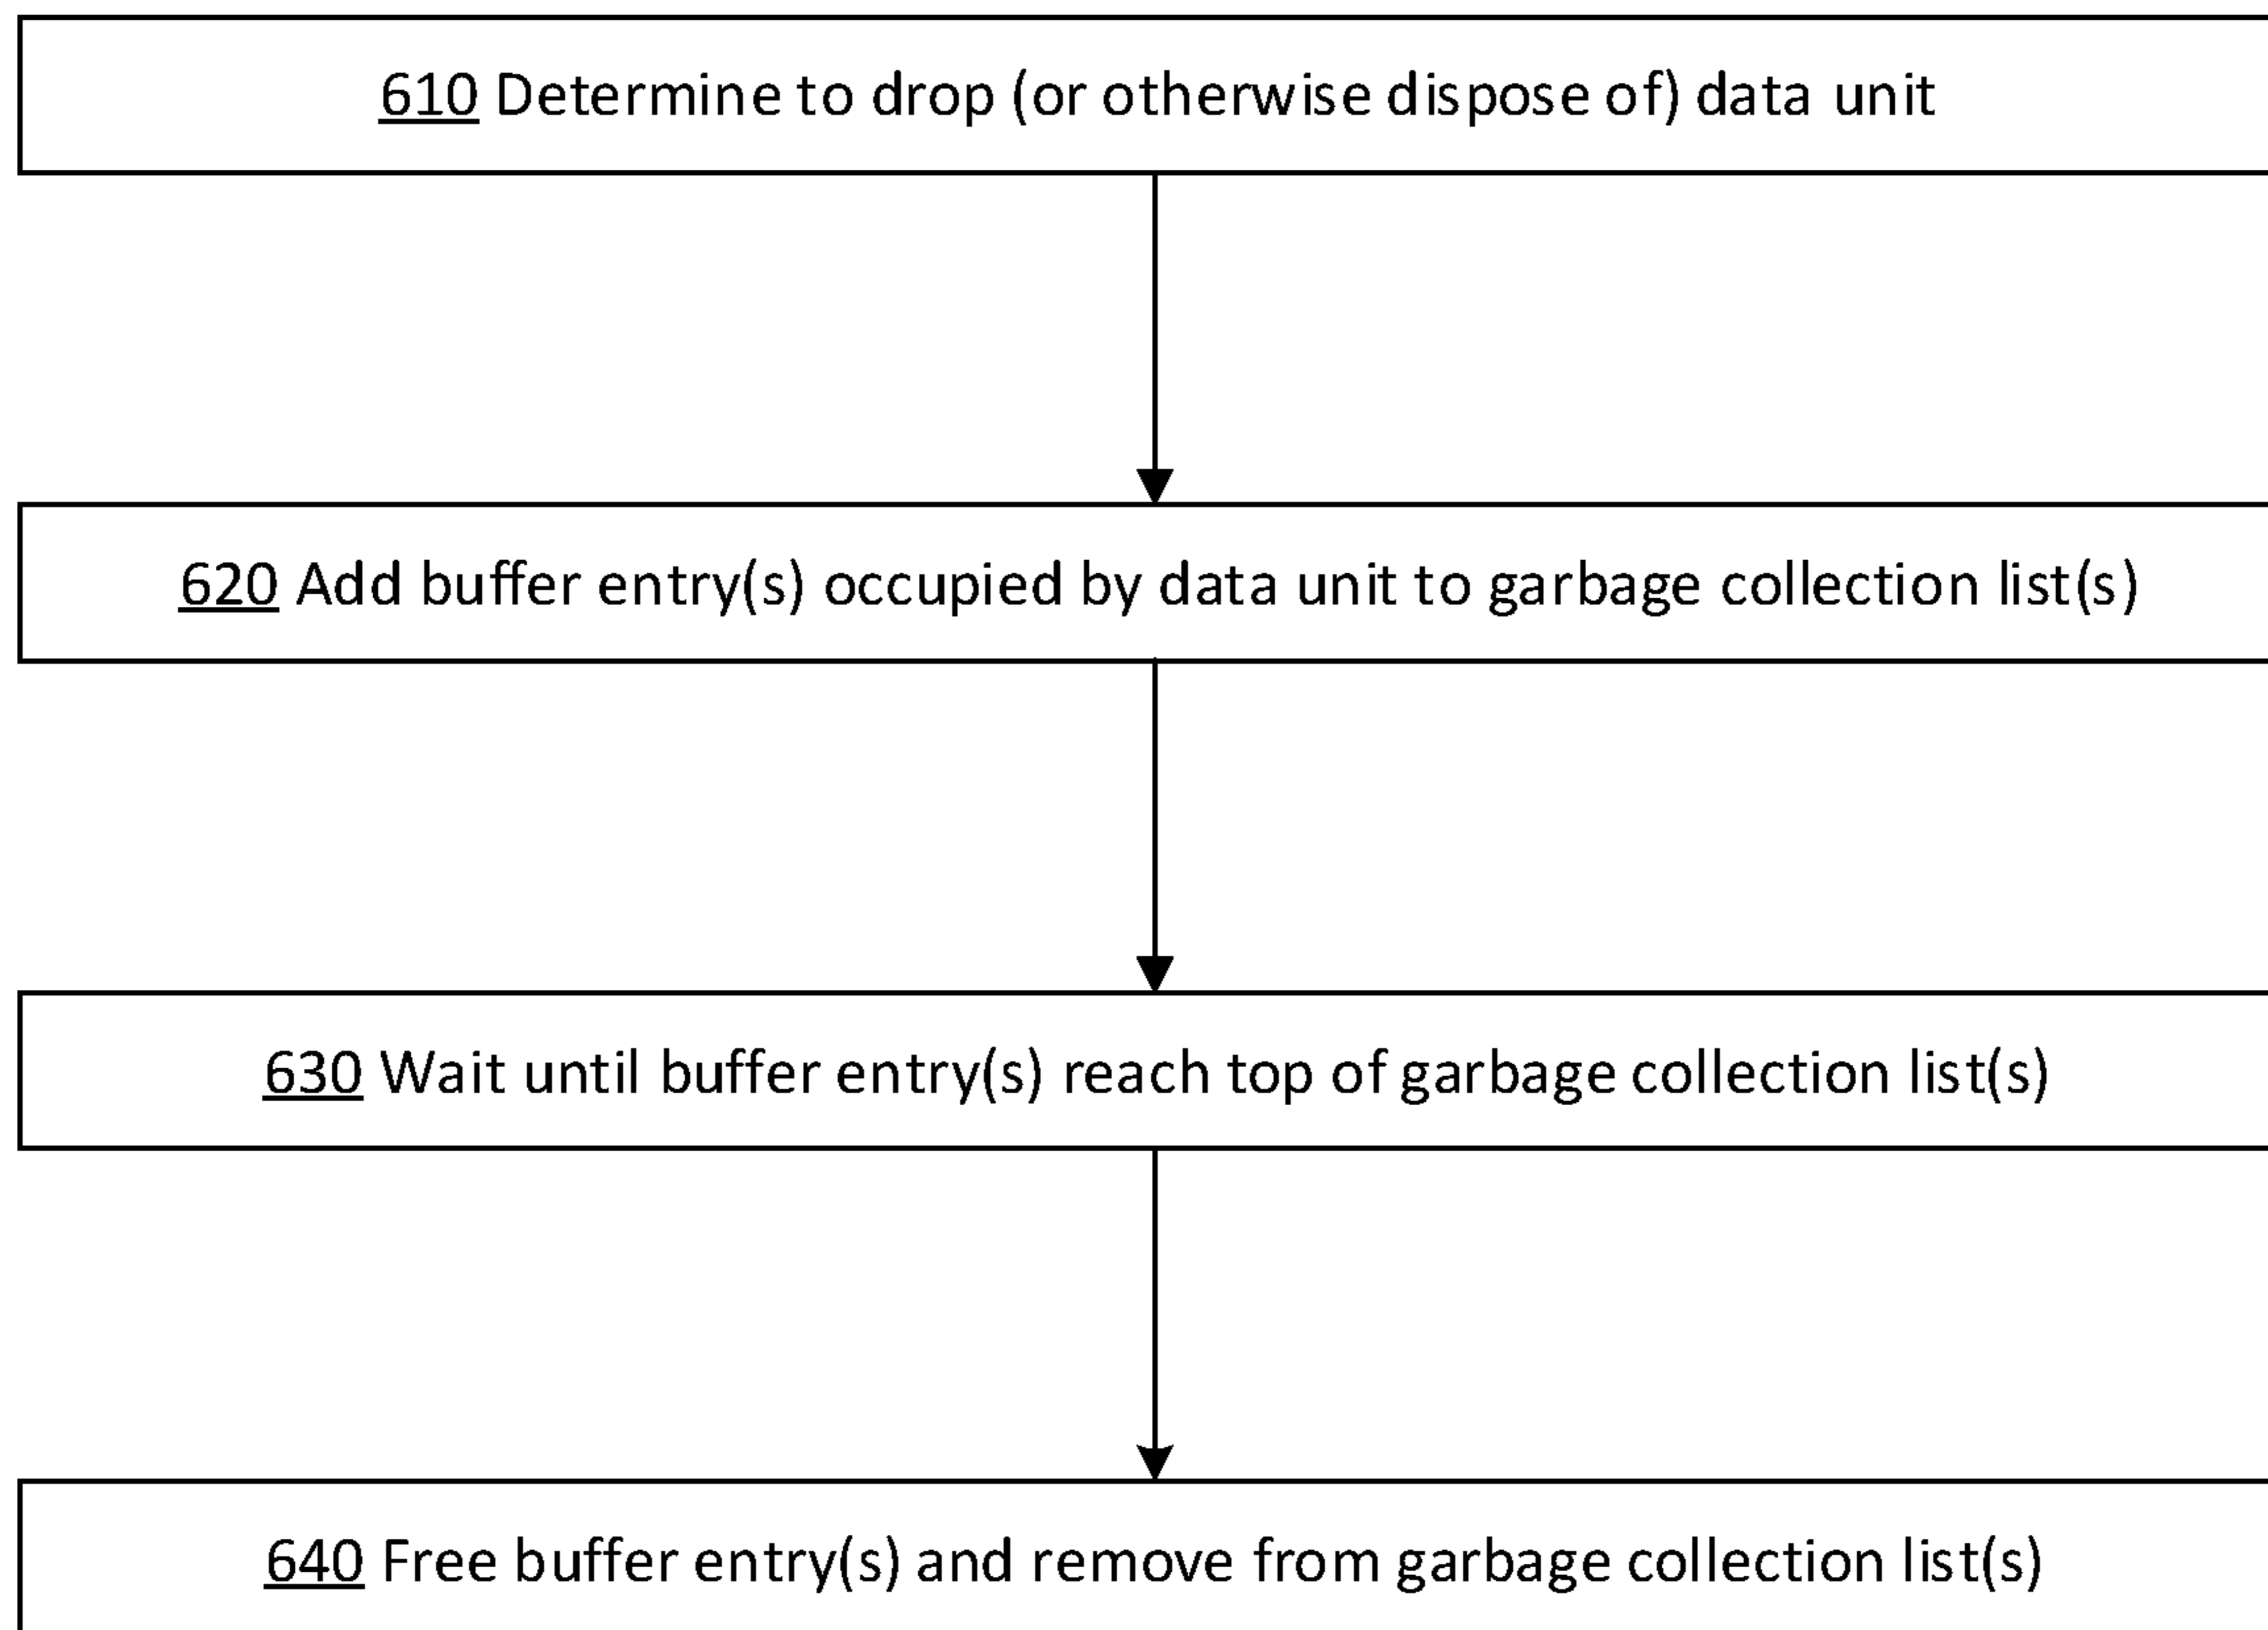 610 Determine to drop (or otherwise dispose of) data unit
620 Add buffer entry(s) occupied by data unit to garbage collection list(s)
630 Wait until buffer entry(s) reach top of garbage collection list(s)
640 Free buffer entry(s) and remove from garbage collection list(s)